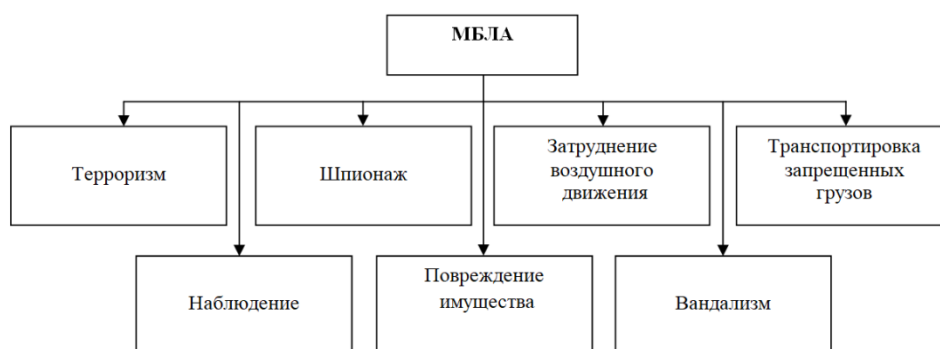 МБЛА
Терроризм
Шпионаж
Затруднение
воздушного
движения
Транспортировка
запрещенных
грузов
Наблюдение
Повреждение
имущества
Вандализм